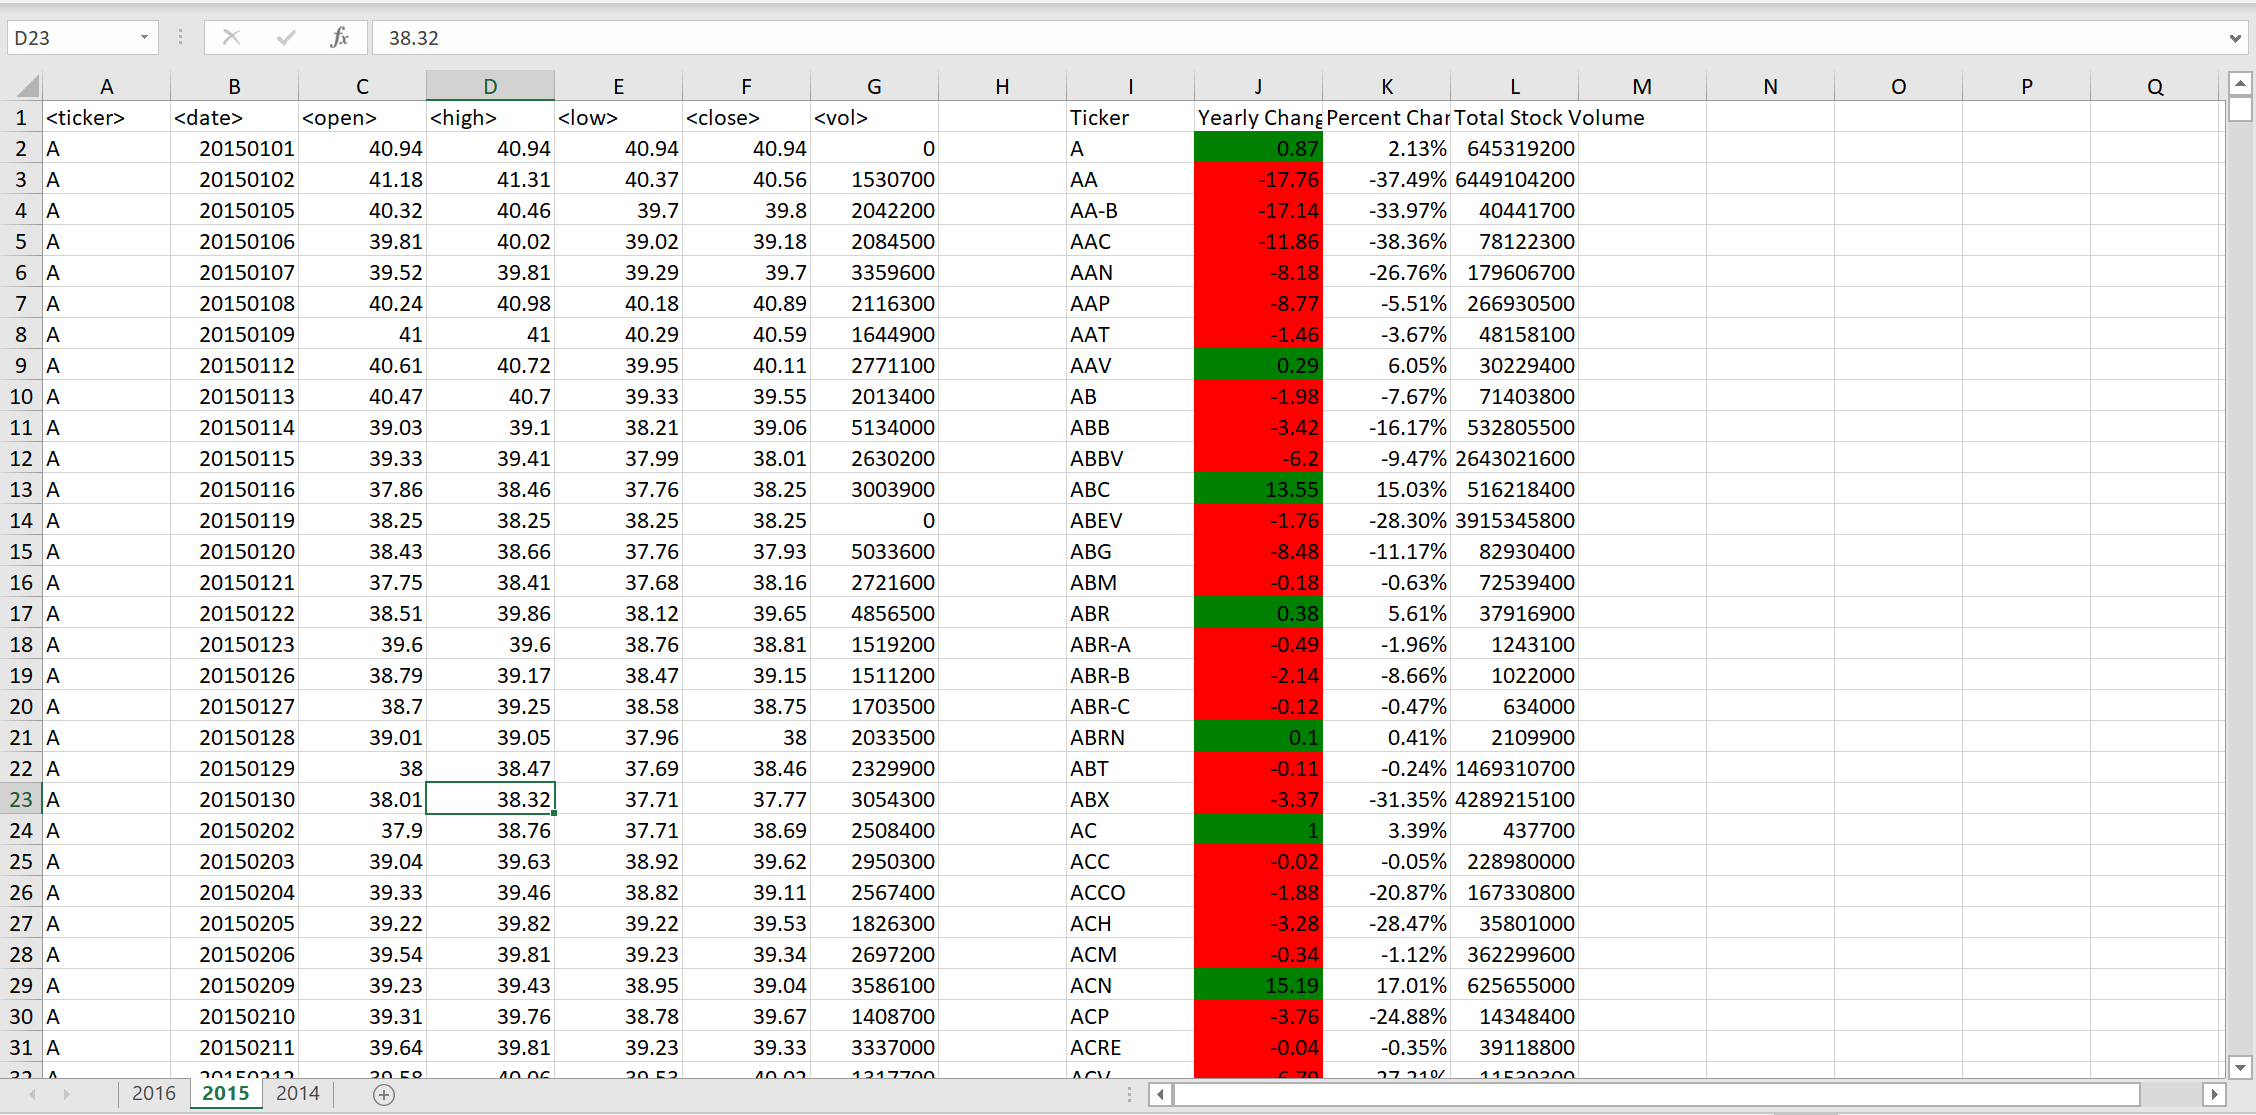 D23 fx 38.32
A B C D E F G H I J K L M N O P Q
1 <ticker> <date> <open> <high> <low> <close> <vol> Ticker Yearly Chang Percent Char Total Stock Volume
2 A 20150101 40.94 40.94 40.94 40.94 0 A 0.87 2.13% 645319200
3 A 20150102 41.18 41.31 40.37 40.56 1530700 AA -17.76 -37.49% 6449104200
4 A 20150105 40.32 40.46 39.7 39.8 2042200 AA-B -17.14 -33.97% 40441700
5 A 20150106 39.81 40.02 39.02 39.18 2084500 AAC -11.86 -38.36% 78122300
6 A 20150107 39.52 39.81 39.29 39.7 3359600 AAN -8.18 -26.76% 179606700
7 A 20150108 40.24 40.98 40.18 40.89 2116300 AAP -8.77 -5.51% 266930500
8 A 20150109 41 41 40.29 40.59 1644900 AAT -1.46 -3.67% 48158100
9 A 20150112 40.61 40.72 39.95 40.11 2771100 AAV 0.29 6.05% 30229400
10 A 20150113 40.47 40.7 39.33 39.55 2013400 AB -1.98 -7.67% 71403800
11 A 20150114 39.03 39.1 38.21 39.06 5134000 ABB -3.42 -16.17% 532805500
12 A 20150115 39.33 39.41 37.99 38.01 2630200 ABBV -6.2 -9.47% 2643021600
13 A 20150116 37.86 38.46 37.76 38.25 3003900 ABC 13.55 15.03% 516218400
14 A 20150119 38.25 38.25 38.25 38.25 0 ABEV -1.76 -28.30% 3915345800
15 A 20150120 38.43 38.66 37.76 37.93 5033600 ABG -8.48 -11.17% 82930400
16 A 20150121 37.75 38.41 37.68 38.16 2721600 ABM -0.18 -0.63% 72539400
17 A 20150122 38.51 39.86 38.12 39.65 4856500 ABR 0.38 5.61% 37916900
18 A 20150123 39.6 39.6 38.76 38.81 1519200 ABR-A -0.49 -1.96% 1243100
19 A 20150126 38.79 39.17 38.47 39.15 1511200 ABR-B -2.14 -8.66% 1022000
20 A 20150127 38.7 39.25 38.58 38.75 1703500 ABR-C -0.12 -0.47% 634000
21 A 20150128 39.01 39.05 37.96 38 2033500 ABRN 0.1 0.41% 2109900
22 A 20150129 38 38.47 37.69 38.46 2329900 ABT -0.11 -0.24% 1469310700
23 A 20150130 38.01 38.32 37.71 37.77 3054300 ABX -3.37 -31.35% 4289215100
24 A 20150202 37.9 38.76 37.71 38.69 2508400 AC 1 3.39% 437700
25 A 20150203 39.04 39.63 38.92 39.62 2950300 ACC -0.02 -0.05% 228980000
26 A 20150204 39.33 39.46 38.82 39.11 2567400 ACCO -1.88 -20.87% 167330800
27 A 20150205 39.22 39.82 39.22 39.53 1826300 ACH -3.28 -28.47% 35801000
28 A 20150206 39.54 39.81 39.23 39.34 2697200 ACM -0.34 -1.12% 362299600
29 A 20150209 39.23 39.43 38.95 39.04 3586100 ACN 15.19 17.01% 625655000
30 A 20150210 39.31 39.76 38.78 39.67 1408700 ACP -3.76 -24.88% 14348400
31 A 20150211 39.64 39.81 39.23 39.33 3337000 ACRE -0.04 -0.35% 39118800
2016 2015 2014